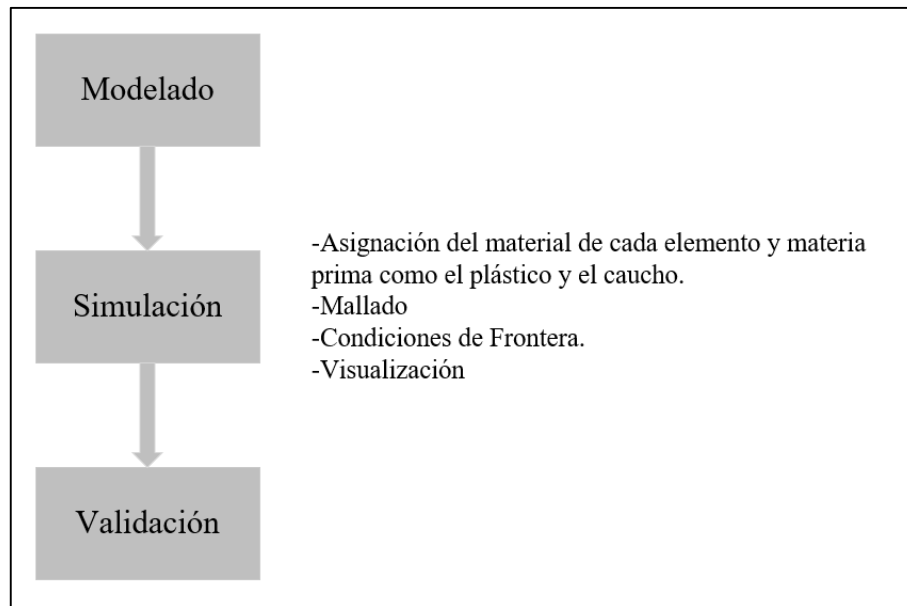 Modelado
Simulación
-Asignación del material de cada elemento y materia
prima como el plástico y el caucho.
-Mallado
-Condiciones de Frontera.
-Visualización
Validación